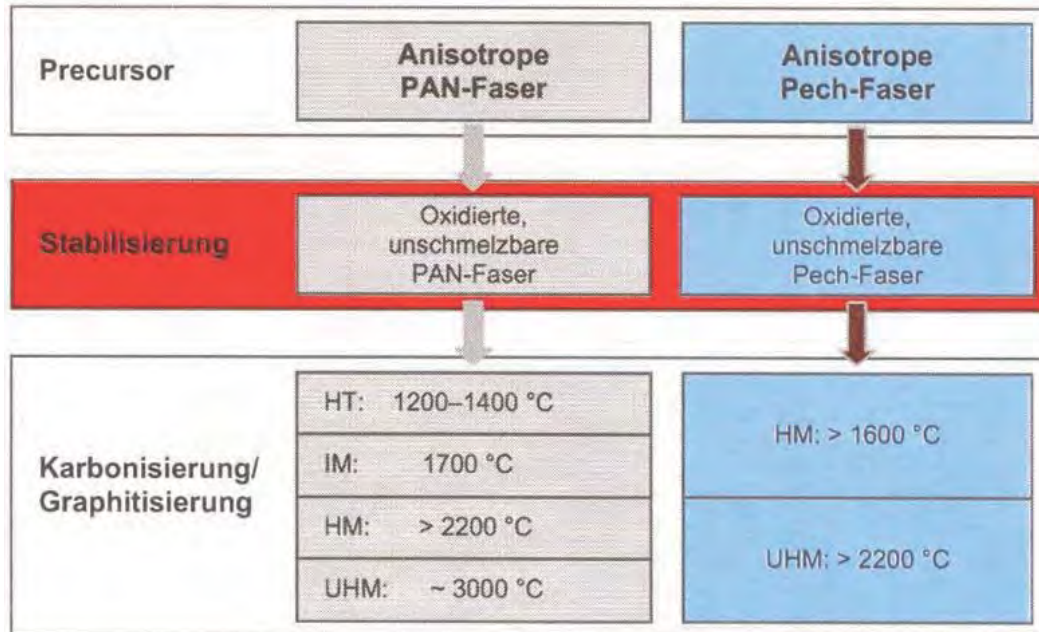 Precursor
Anisotrope
PAN-Faser
Anisotrope
Pech-Faser
Stabilisierung
Oxidierte,
unschmelzbare
PAN-Faser
Oxidierte,
unschmelzbare
Pech-Faser
Karbonisierung/
Graphitisierung
HT: 1200–1400 °C
IM: 1700 °C
HM: > 2200 °C
UHM: ~ 3000 °C
HM: > 1600 °C
UHM: > 2200 °C